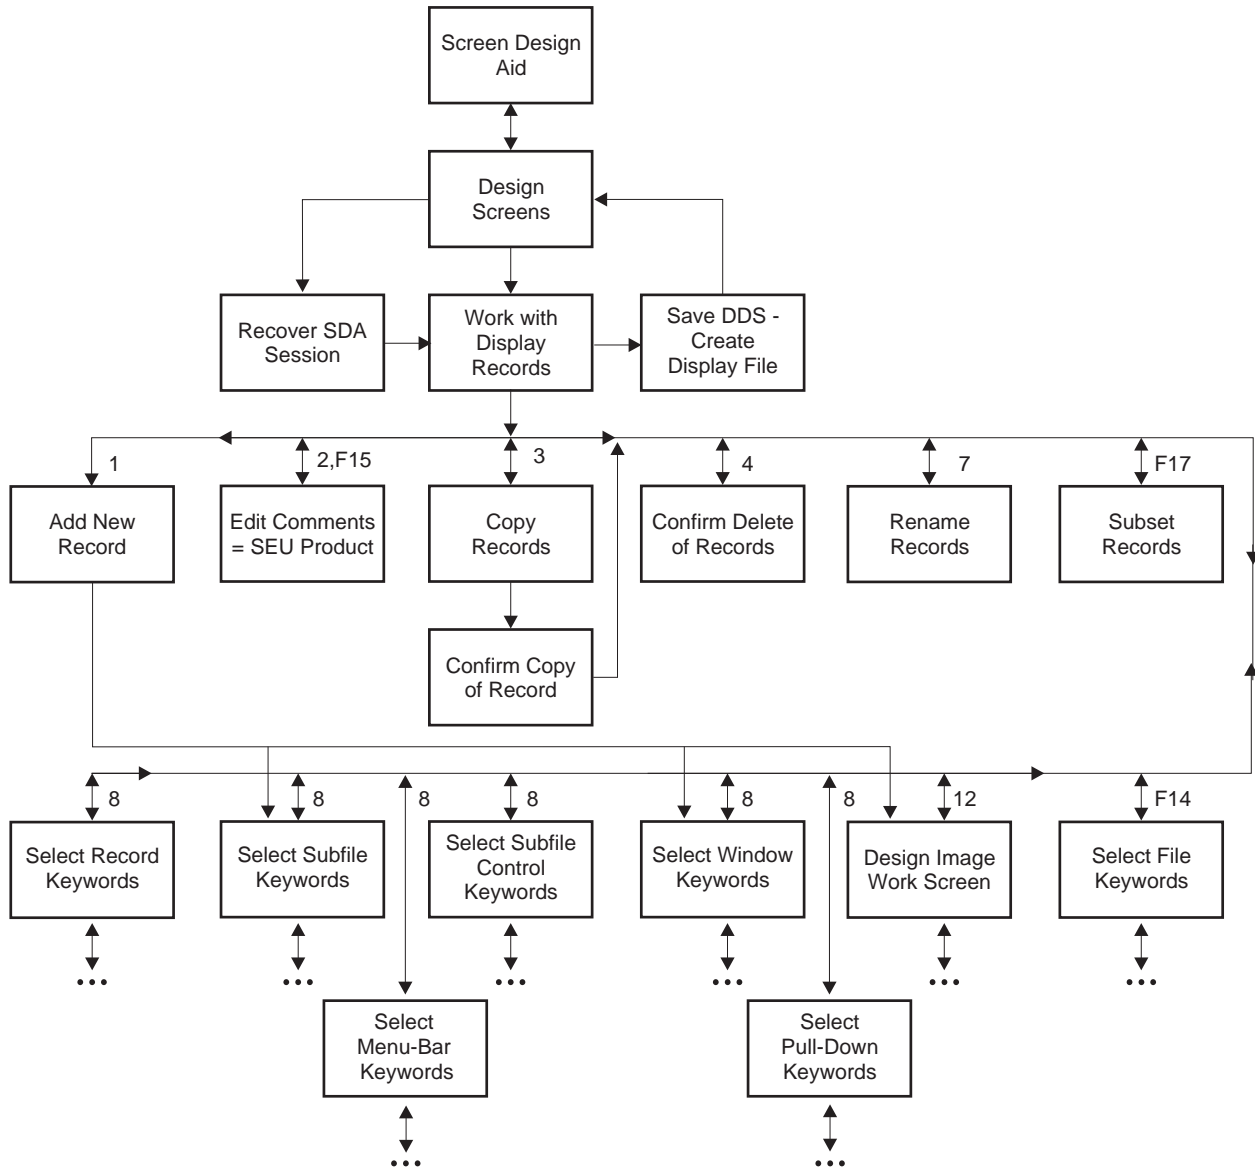 Screen Design
Aid
Design
Screens
Recover SDA
Session
Work with
Display
Records
Save DDS -
Create
Display File
1
2,F15
3
4
7
F17
Add New
Record
Edit Comments
= SEU Product
Copy
Records
Confirm Delete
of Records
Rename
Records
Subset
Records
Confirm Copy
of Record
8
8
8
8
8
8
12
F14
Select Record
Keywords
Select Subfile
Keywords
Select Subfile
Control
Keywords
Select Window
Keywords
Design Image
Work Screen
Select File
Keywords
...
...
...
...
...
...
Select
Menu-Bar
Keywords
Select
Pull-Down
Keywords
...
...